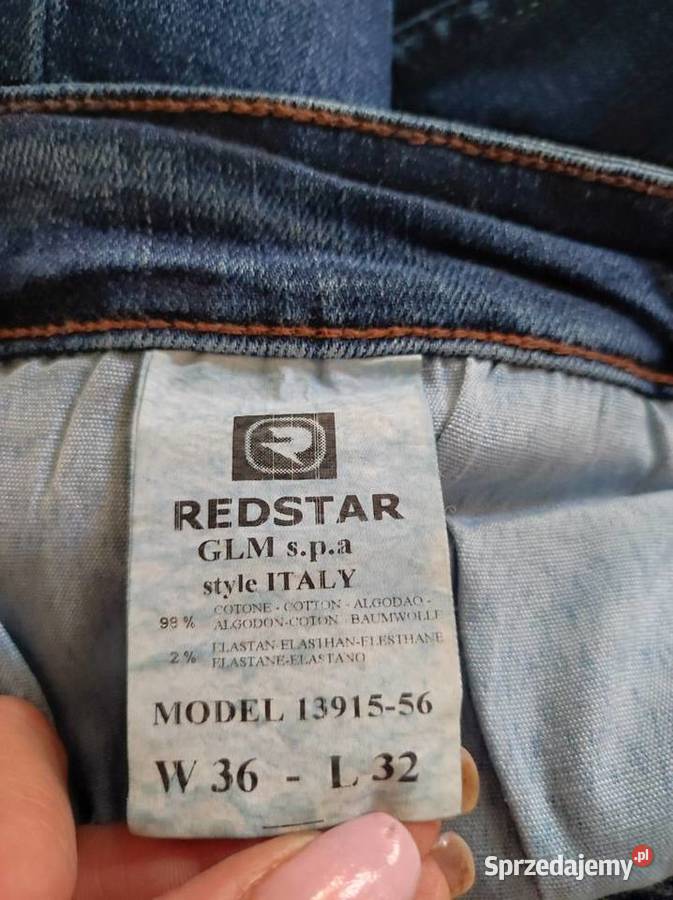 REDSTAR
GLM s.p.a
style ITALY
98 % COTONE - COTTON - ALGODAO -
ALGODON-COTON - BAUMWOLLE
2 % ELASTAN-ELASTHAN-ELESTHANE
ELASTANE-ELASTANO
MODEL 13915-56
W 36 - L 32
Sprzedajemy.pl